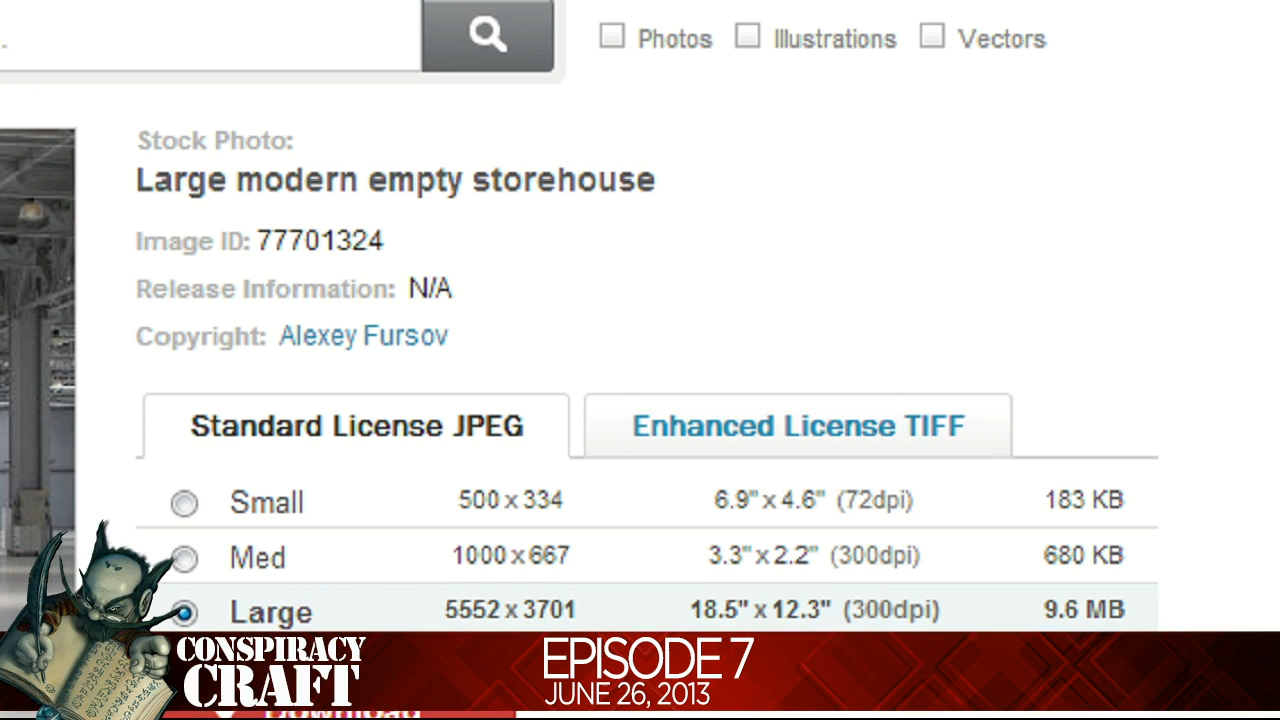 Photos Illustrations Vectors
Stock Photo:
Large modern empty storehouse
Image ID: 77701324
Release Information: N/A
Copyright: Alexey Fursov
Standard License JPEG Enhanced License TIFF
Small 500 x 334 6.9" x 4.6" (72dpi) 183 KB
Med 1000 x 667 3.3" x 2.2" (300dpi) 680 KB
Large 5552 x 3701 18.5" x 12.3" (300dpi) 9.6 MB
CONSPIRACY
CRAFT
EPISODE 7
JUNE 26, 2013